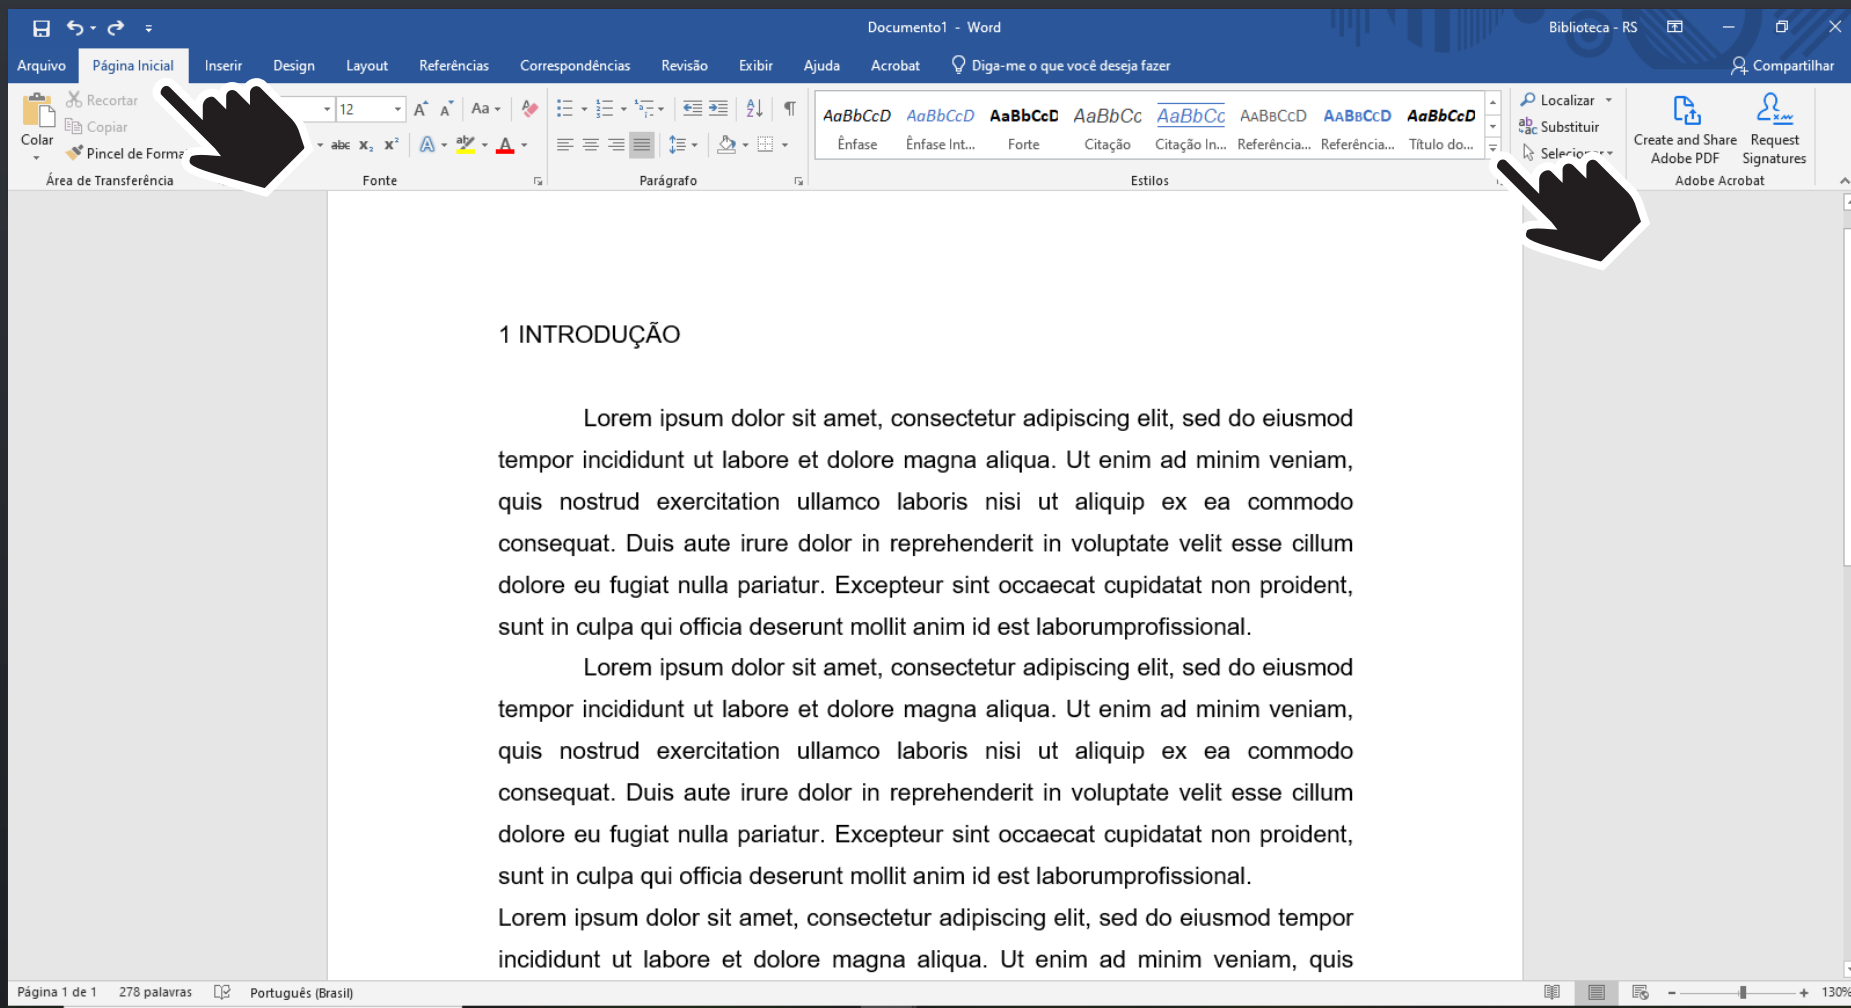 Documento1 - Word
Biblioteca - RS
Arquivo Página Inicial Inserir Design Layout Referências Correspondências Revisão Exibir Ajuda Acrobat Diga-me o que você deseja fazer Compartilhar
Colar
Recortar
Copiar
Pincel de Forma
Área de Transferência
12
Aa
abc x₂ x²
Fonte
Parágrafo
AaBbCcD AaBbCcD AaBbCcD AaBbCc AaBbCc AaBbCcD AaBbCcD AaBbCcD
Ênfase Ênfase Int... Forte Citação Citação In... Referência... Referência... Título do...
Estilos
Localizar
Substituir
Selecionar
Create and Share
Adobe PDF
Request
Signatures
Adobe Acrobat
1 INTRODUÇÃO
Lorem ipsum dolor sit amet, consectetur adipiscing elit, sed do eiusmod
tempor incididunt ut labore et dolore magna aliqua. Ut enim ad minim veniam,
quis nostrud exercitation ullamco laboris nisi ut aliquip ex ea commodo
consequat. Duis aute irure dolor in reprehenderit in voluptate velit esse cillum
dolore eu fugiat nulla pariatur. Excepteur sint occaecat cupidatat non proident,
sunt in culpa qui officia deserunt mollit anim id est laborumprofissional.
Lorem ipsum dolor sit amet, consectetur adipiscing elit, sed do eiusmod
tempor incididunt ut labore et dolore magna aliqua. Ut enim ad minim veniam,
quis nostrud exercitation ullamco laboris nisi ut aliquip ex ea commodo
consequat. Duis aute irure dolor in reprehenderit in voluptate velit esse cillum
dolore eu fugiat nulla pariatur. Excepteur sint occaecat cupidatat non proident,
sunt in culpa qui officia deserunt mollit anim id est laborumprofissional.
Lorem ipsum dolor sit amet, consectetur adipiscing elit, sed do eiusmod tempor
incididunt ut labore et dolore magna aliqua. Ut enim ad minim veniam, quis
Página 1 de 1 278 palavras Português (Brasil) 130%